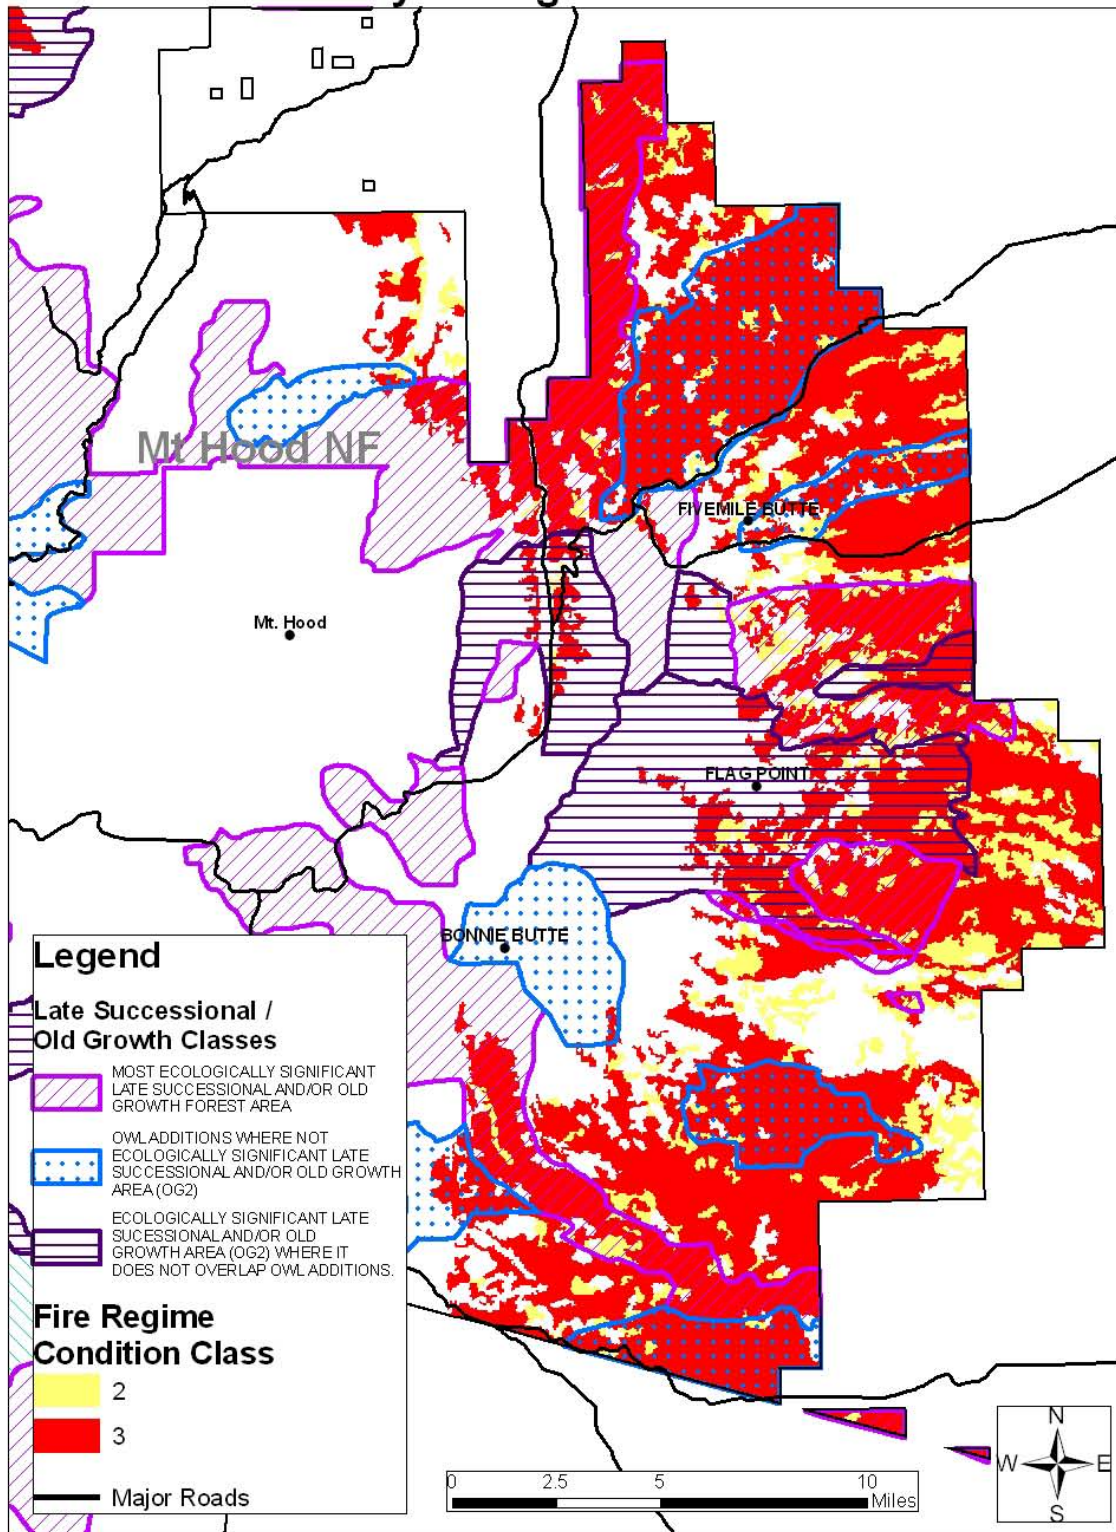 Mt Hood NF
FIVEMILE BUTTE
Mt. Hood
FLAG POINT
BONNIE BUTTE
Legend
Late Successional /
Old Growth Classes
MOST ECOLOGICALLY SIGNIFICANT
LATE SUCCESSIONAL AND/OR OLD
GROWTH FOREST AREA
OWL ADDITIONS WHERE NOT
ECOLOGICALLY SIGNIFICANT LATE
SUCCESSIONAL AND/OR OLD GROWTH
AREA (OG2)
ECOLOGICALLY SIGNIFICANT LATE
SUCESSIONAL AND/OR OLD
GROWTH AREA (OG2) WHERE IT
DOES NOT OVERLAP OWL ADDITIONS.
Fire Regime
Condition Class
2
3
Major Roads
0 2.5 5 10
Miles
N
W E
S